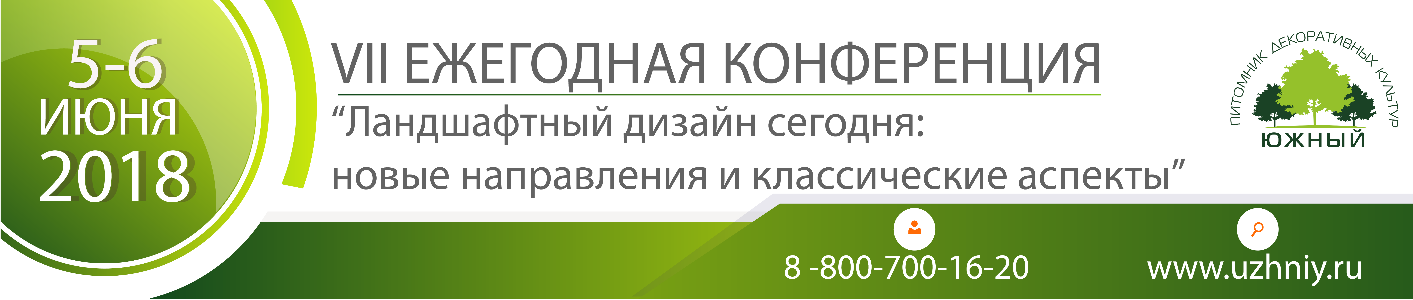 5-6
ИЮНЯ
2018
VII ЕЖЕГОДНАЯ КОНФЕРЕНЦИЯ
“Ландшафтный дизайн сегодня:
новые направления и классические аспекты”
ПИТОМНИК ДЕКОРАТИВНЫХ КУЛЬТУР
ЮЖНЫЙ
8 -800-700-16-20
www.uzhniy.ru